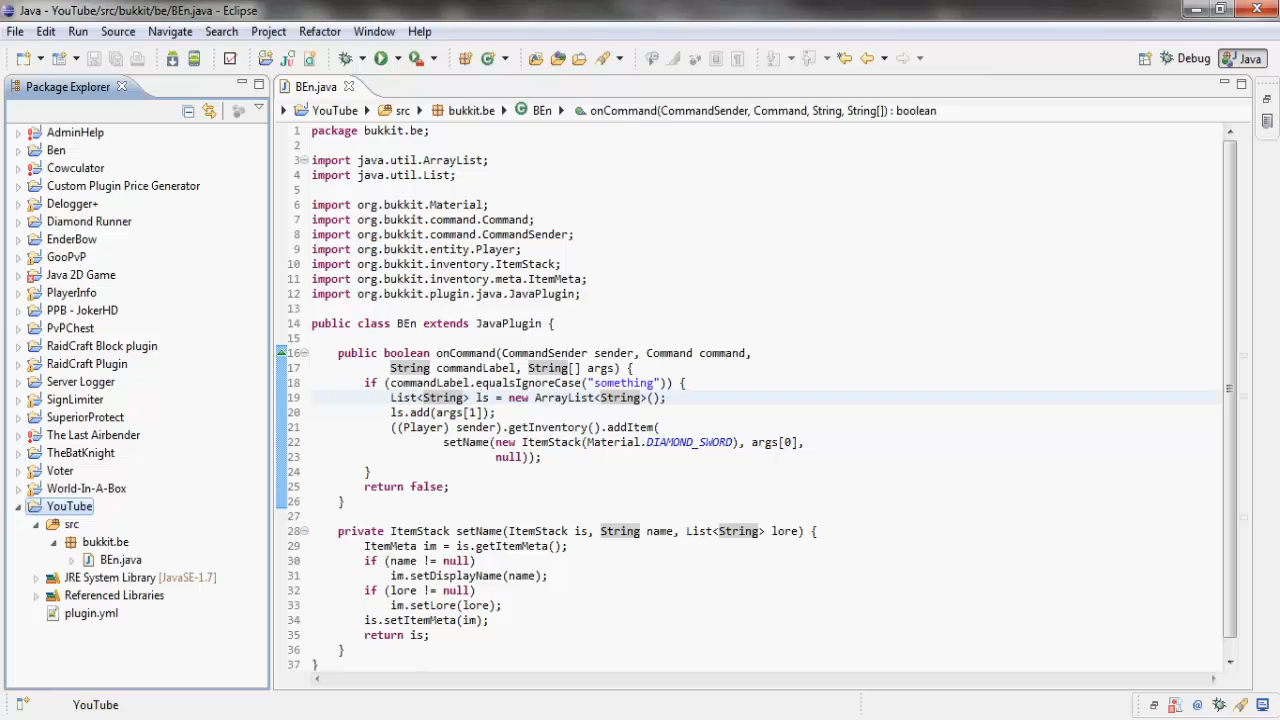 Java - YouTube/src/bukkit/be/BEn.java - Eclipse
File Edit Run Source Navigate Search Project Refactor Window Help
Debug Java
Package Explorer
AdminHelp
Ben
Cowculator
Custom Plugin Price Generator
Delogger+
Diamond Runner
EnderBow
GooPvP
Java 2D Game
PlayerInfo
PPB - JokerHD
PvPChest
RaidCraft Block plugin
RaidCraft Plugin
Server Logger
SignLimiter
SuperiorProtect
The Last Airbender
TheBatKnight
Voter
World-In-A-Box
YouTube
src
bukkit.be
BEn.java
JRE System Library [JavaSE-1.7]
Referenced Libraries
plugin.yml
BEn.java
YouTube src bukkit.be BEn onCommand(CommandSender, Command, String, String[]) : boolean
1 package bukkit.be;
2
3 import java.util.ArrayList;
4 import java.util.List;
5
6 import org.bukkit.Material;
7 import org.bukkit.command.Command;
8 import org.bukkit.command.CommandSender;
9 import org.bukkit.entity.Player;
10 import org.bukkit.inventory.ItemStack;
11 import org.bukkit.inventory.meta.ItemMeta;
12 import org.bukkit.plugin.java.JavaPlugin;
13
14 public class BEn extends JavaPlugin {
15
16 public boolean onCommand(CommandSender sender, Command command,
17 String commandLabel, String[] args) {
18 if (commandLabel.equalsIgnoreCase("something")) {
19 List<String> ls = new ArrayList<String>();
20 ls.add(args[1]);
21 ((Player) sender).getInventory().addItem(
22 setName(new ItemStack(Material.DIAMOND_SWORD), args[0],
23 null));
24 }
25 return false;
26 }
27
28 private ItemStack setName(ItemStack is, String name, List<String> lore) {
29 ItemMeta im = is.getItemMeta();
30 if (name != null)
31 im.setDisplayName(name);
32 if (lore != null)
33 im.setLore(lore);
34 is.setItemMeta(im);
35 return is;
36 }
37 }
YouTube